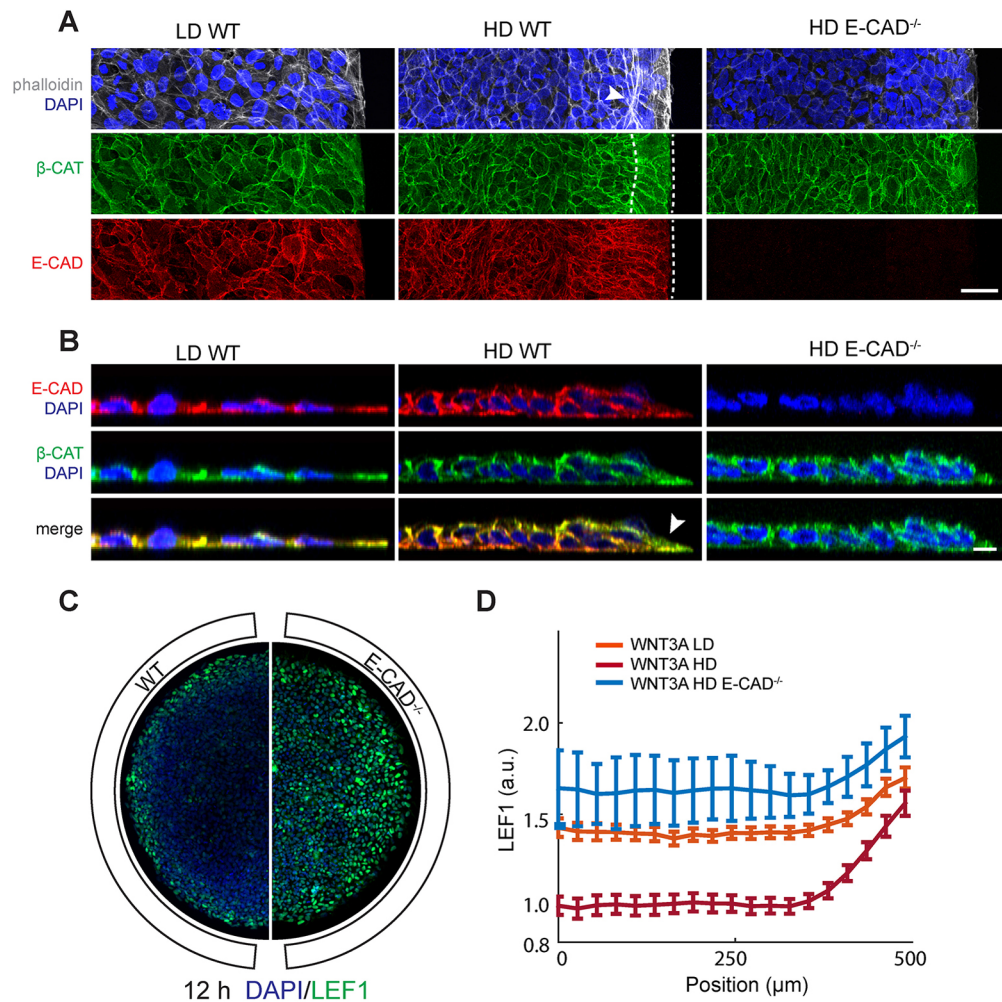 A
LD WT
HD WT
HD E-CAD-/-
phalloidin
DAPI
β-CAT
E-CAD
B
LD WT
HD WT
HD E-CAD-/-
E-CAD
DAPI
β-CAT
DAPI
merge
C
WT
E-CAD-/-
12 h DAPI/LEF1
D
WNT3A LD
WNT3A HD
WNT3A HD E-CAD-/-
2.0
1.5
1.0
0.8
LEF1 (a.u.)
0
250
500
Position (μm)